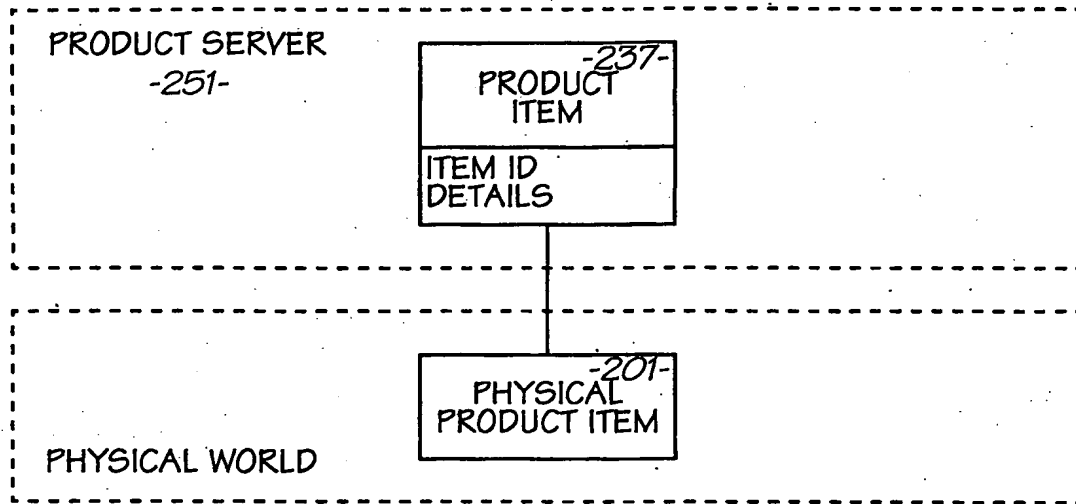 PRODUCT SERVER
-251-
-237-
PRODUCT
ITEM
ITEM ID
DETAILS
-201-
PHYSICAL
PRODUCT ITEM
PHYSICAL WORLD